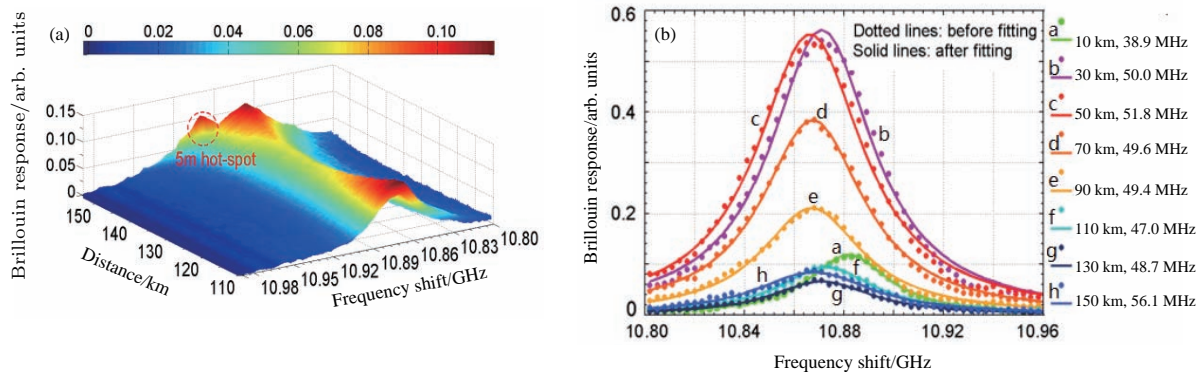 (a)
0 0.02 0.04 0.06 0.08 0.10
Brillouin response/arb. units
0.15
0.10
0.05
0
5m hot-spot
150
140
130
120
110
Distance/km
10.98
10.95
10.92
10.89
10.86
10.83
10.80
Frequency shift/GHz
(b)
Brillouin response/arb. units
0.6
0.4
0.2
0
Dotted lines: before fitting
Solid lines: after fitting
c
d
b
e
a
f
h
g
10.80 10.84 10.88 10.92 10.96
Frequency shift/GHz
a
10 km, 38.9 MHz
b
30 km, 50.0 MHz
c
50 km, 51.8 MHz
d
70 km, 49.6 MHz
e
90 km, 49.4 MHz
f
110 km, 47.0 MHz
g
130 km, 48.7 MHz
h
150 km, 56.1 MHz